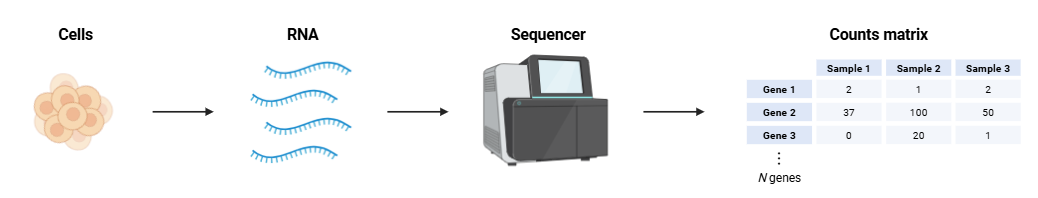 Cells
RNA
Sequencer
Counts matrix
Sample 1 Sample 2 Sample 3
Gene 1 2 1 2
Gene 2 37 100 50
Gene 3 0 20 1
⋮
N genes